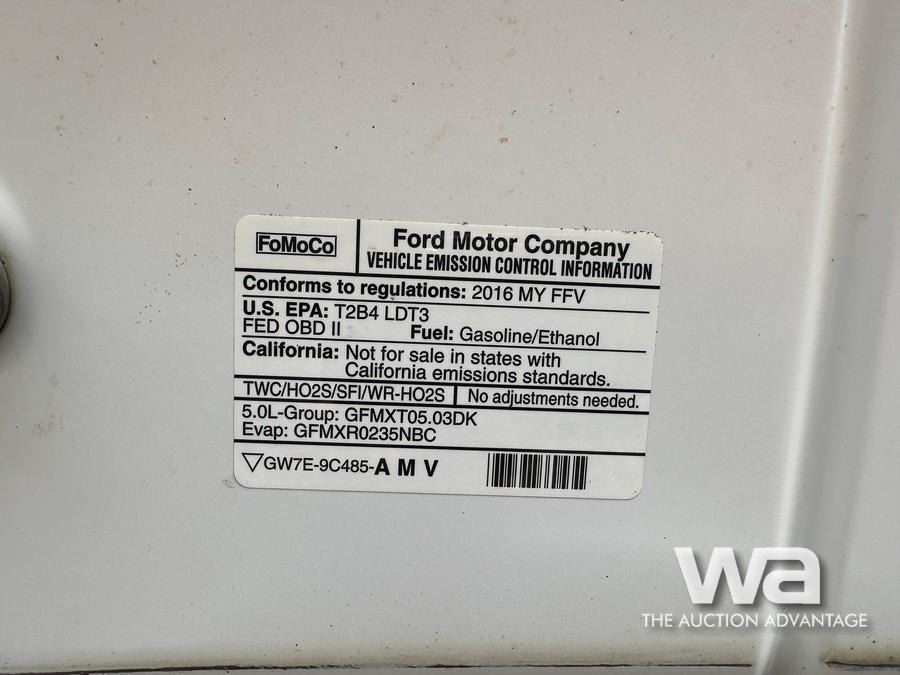 FoMoCo
Ford Motor Company
VEHICLE EMISSION CONTROL INFORMATION
Conforms to regulations: 2016 MY FFV
U.S. EPA: T2B4 LDT3
FED OBD II Fuel: Gasoline/Ethanol
California: Not for sale in states with
California emissions standards.
TWC/HO2S/SFI/WR-HO2S No adjustments needed.
5.0L-Group: GFMXT05.03DK
Evap: GFMXR0235NBC
GW7E-9C485-A M V
wa
THE AUCTION ADVANTAGE